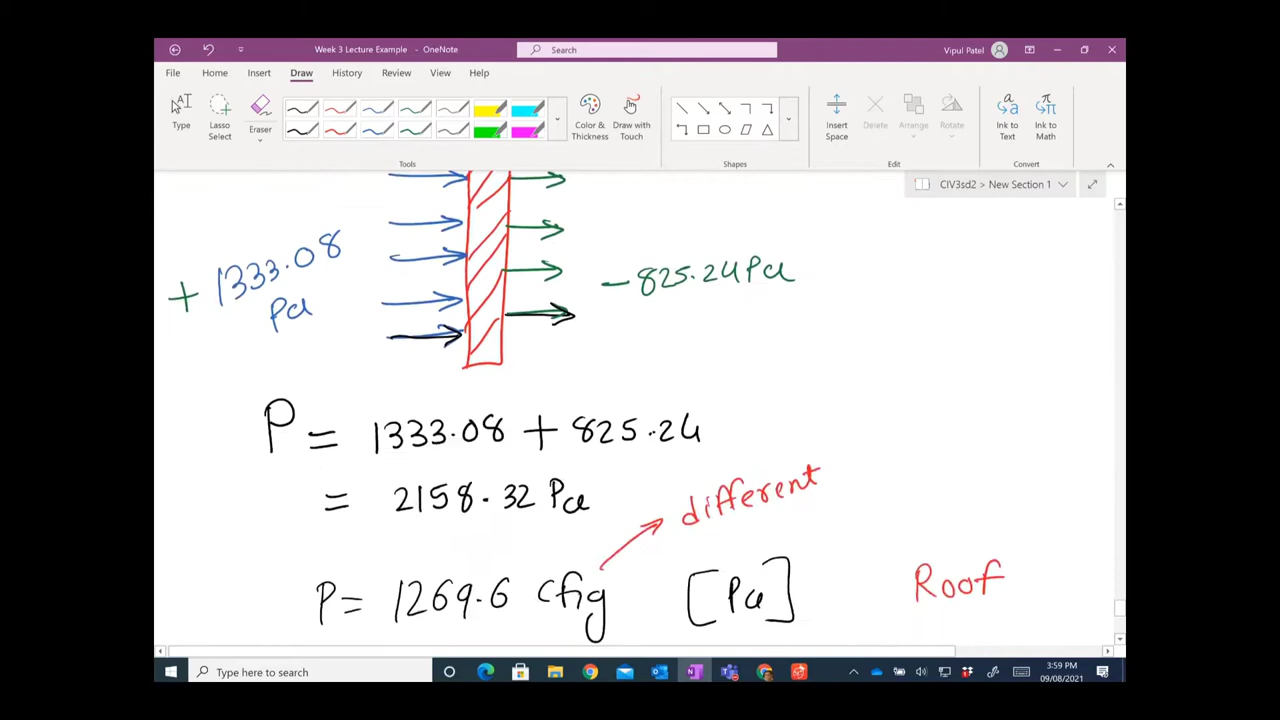 Week 3 Lecture Example - OneNote
Search
Vipul Patel
File Home Insert Draw History Review View Help
Type
Lasso Select
Eraser
Color & Thickness
Draw with Touch
Insert Space
Delete
Arrange
Rotate
Ink to Text
Ink to Math
Tools
Shapes
Edit
Convert
CIV3sd2 > New Section 1
+ 1333.08
Pa
- 825.24 Pa
P = 1333.08 + 825.24
= 2158.32 Pa
different
P = 1269.6 Cfig [Pa] Roof
Type here to search
3:59 PM
09/08/2021